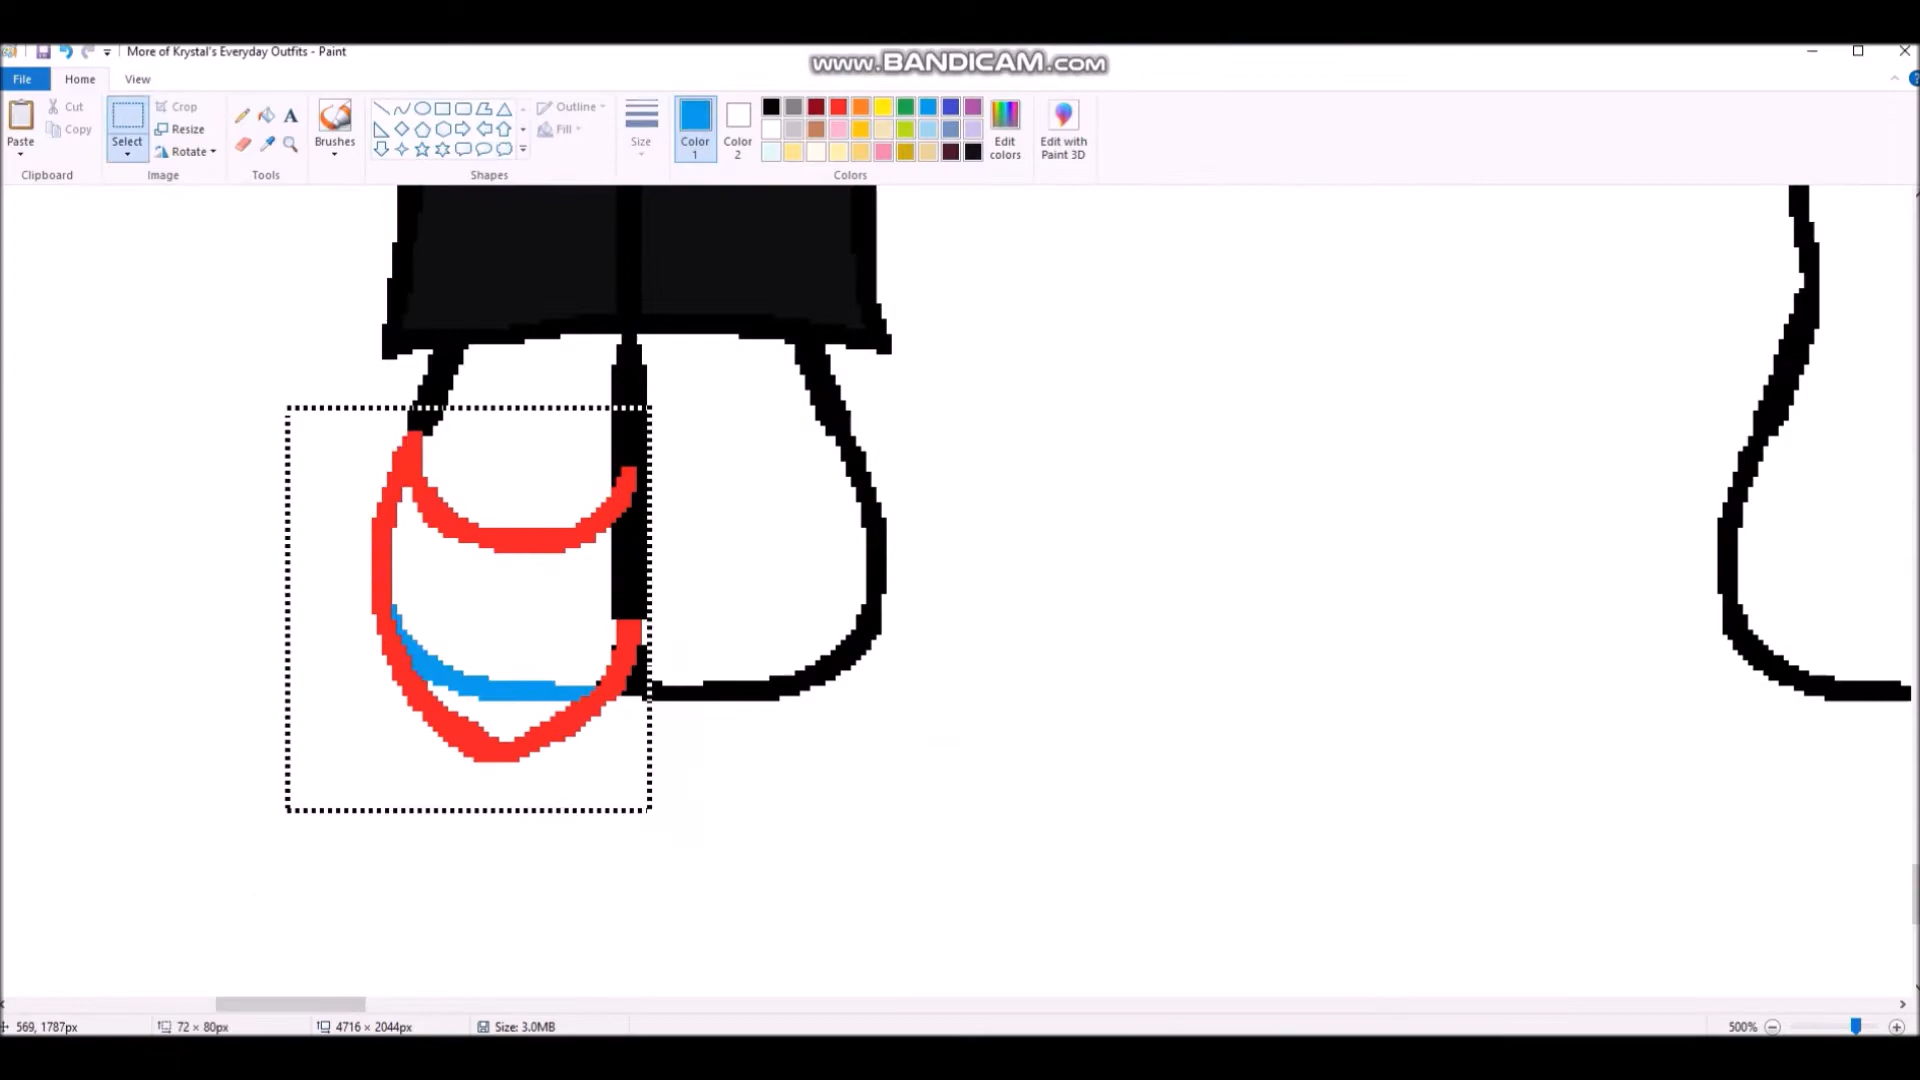 More of Krystal's Everyday Outfits - Paint
www.BANDICAM.com
File
Home
View
Paste
Cut
Copy
Clipboard
Select
Crop
Resize
Rotate
Image
A
Tools
Brushes
Outline
Fill
Shapes
Size
Color
1
Color
2
Edit
colors
Edit with
Paint 3D
Colors
569, 1787px
72 × 80px
4716 × 2044px
Size: 3.0MB
500%